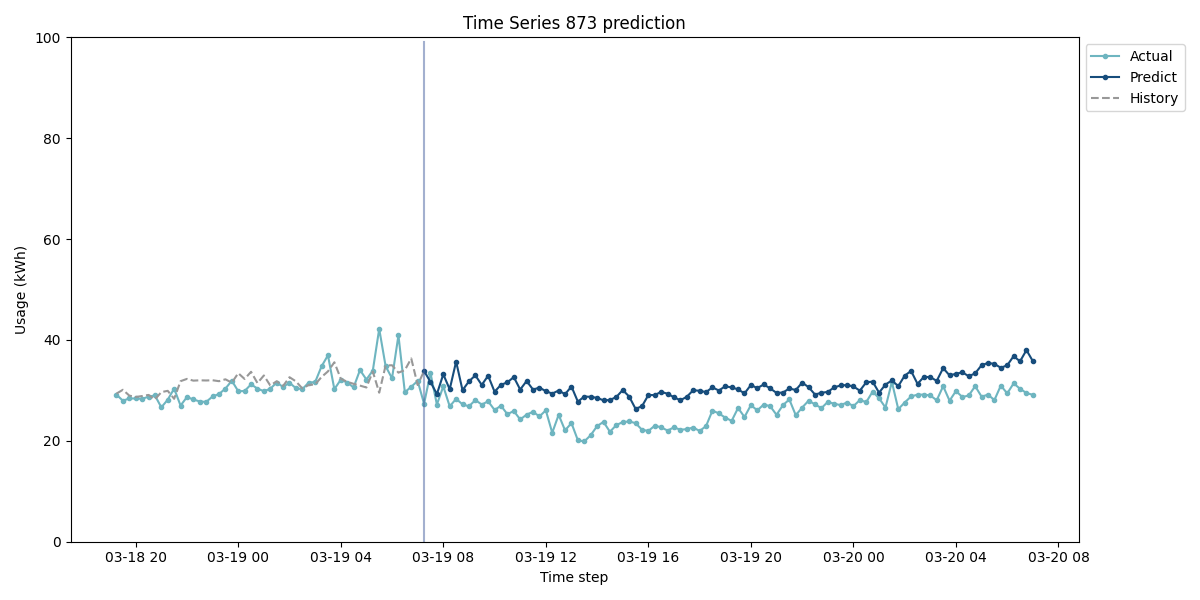 Time Series 873 prediction
100
80
60
40
20
0
Usage (kWh)
03-18 20
03-19 00
03-19 04
03-19 08
03-19 12
03-19 16
03-19 20
03-20 00
03-20 04
03-20 08
Time step
Actual
Predict
History